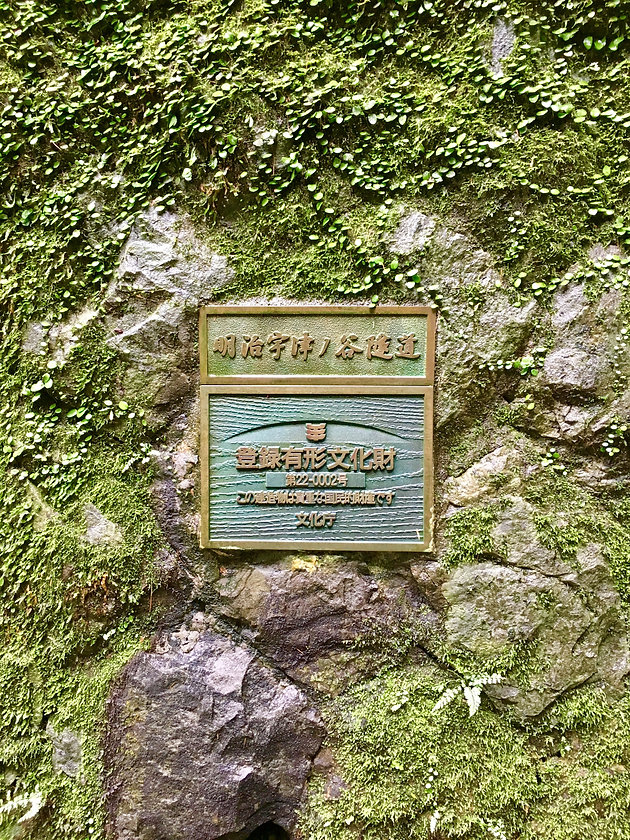 明治宇津ノ谷隧道
登録有形文化財
第22-0002号
この建造物は貴重な国民的財産です
文化庁